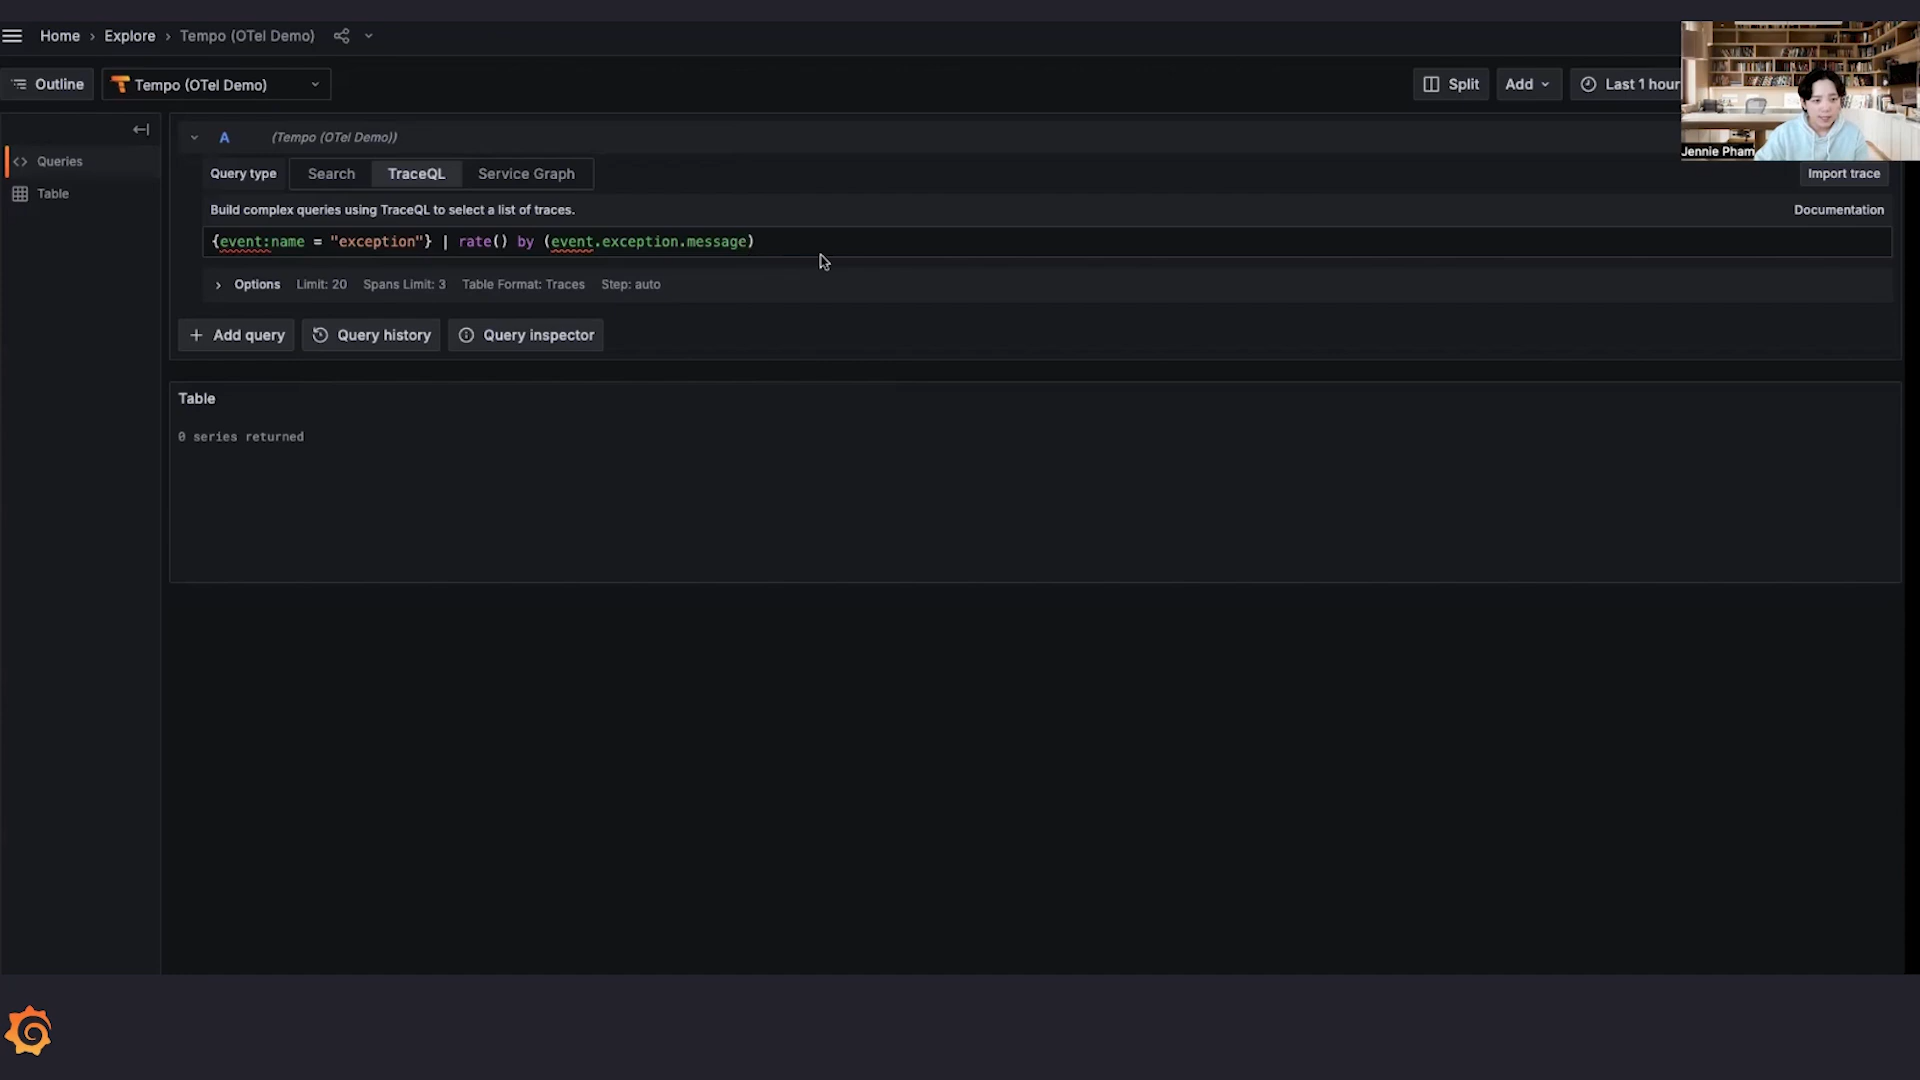 Home › Explore › Tempo (OTel Demo)
Outline
Tempo (OTel Demo)
Split
Add
Last 1 hour
Jennie Pham
Queries
Table
A (Tempo (OTel Demo))
Query type Search TraceQL Service Graph
Import trace
Build complex queries using TraceQL to select a list of traces.
Documentation
{event:name = "exception"} | rate() by (event.exception.message)
Options Limit: 20 Spans Limit: 3 Table Format: Traces Step: auto
+ Add query Query history Query inspector
Table
0 series returned